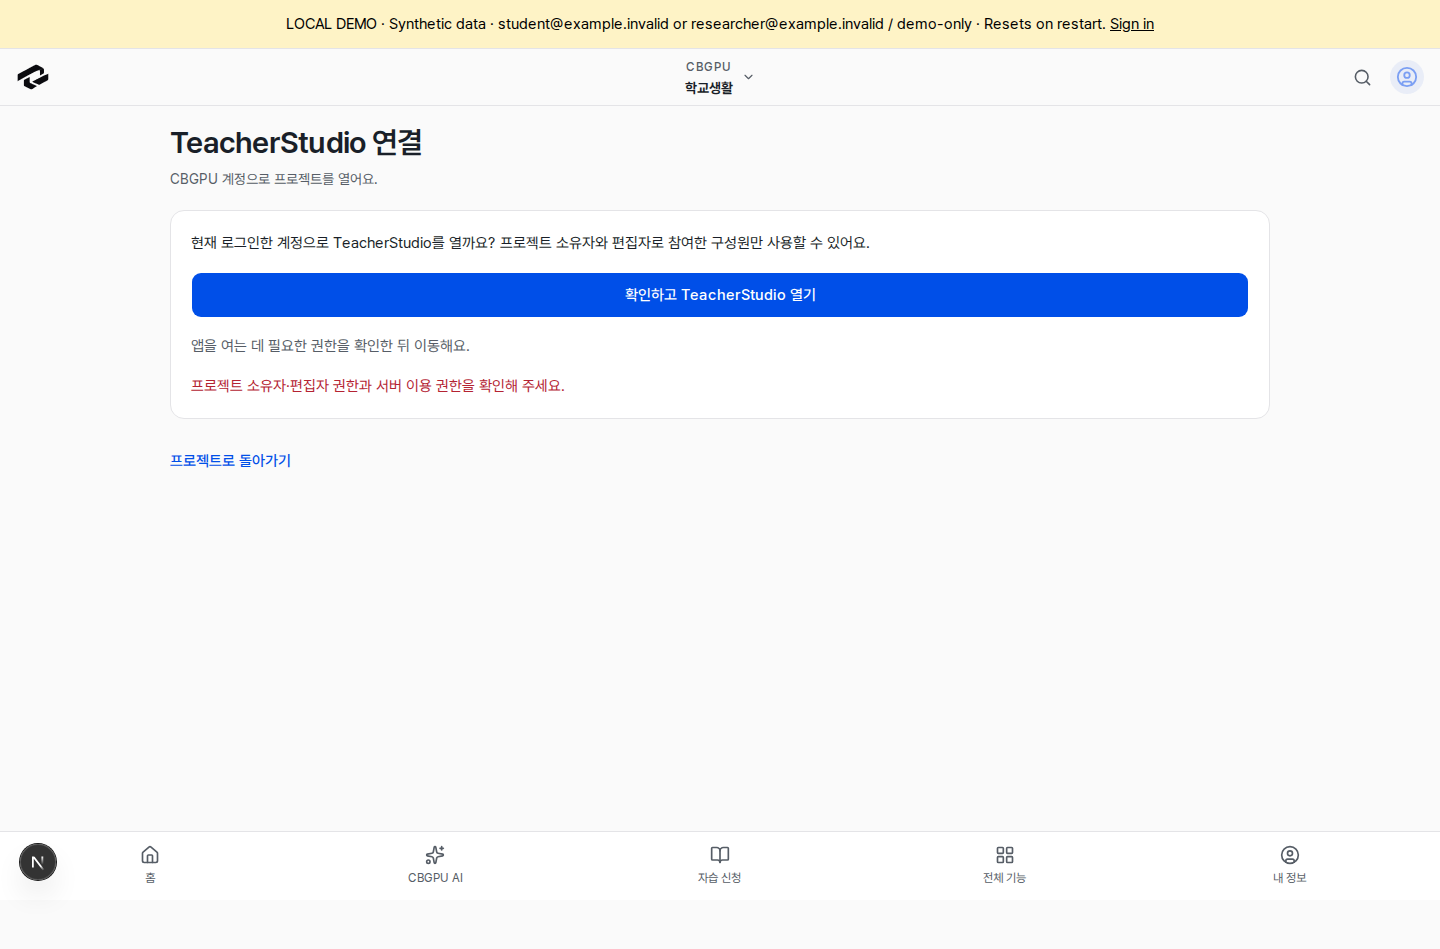 LOCAL DEMO · Synthetic data · student@example.invalid or researcher@example.invalid / demo-only · Resets on restart. Sign in
CBGPU
학교생활
TeacherStudio 연결
CBGPU 계정으로 프로젝트를 열어요.
현재 로그인한 계정으로 TeacherStudio를 열까요? 프로젝트 소유자와 편집자로 참여한 구성원만 사용할 수 있어요.
확인하고 TeacherStudio 열기
앱을 여는 데 필요한 권한을 확인한 뒤 이동해요.
프로젝트 소유자·편집자 권한과 서버 이용 권한을 확인해 주세요.
프로젝트로 돌아가기
N
홈
CBGPU AI
자습 신청
전체 기능
내 정보